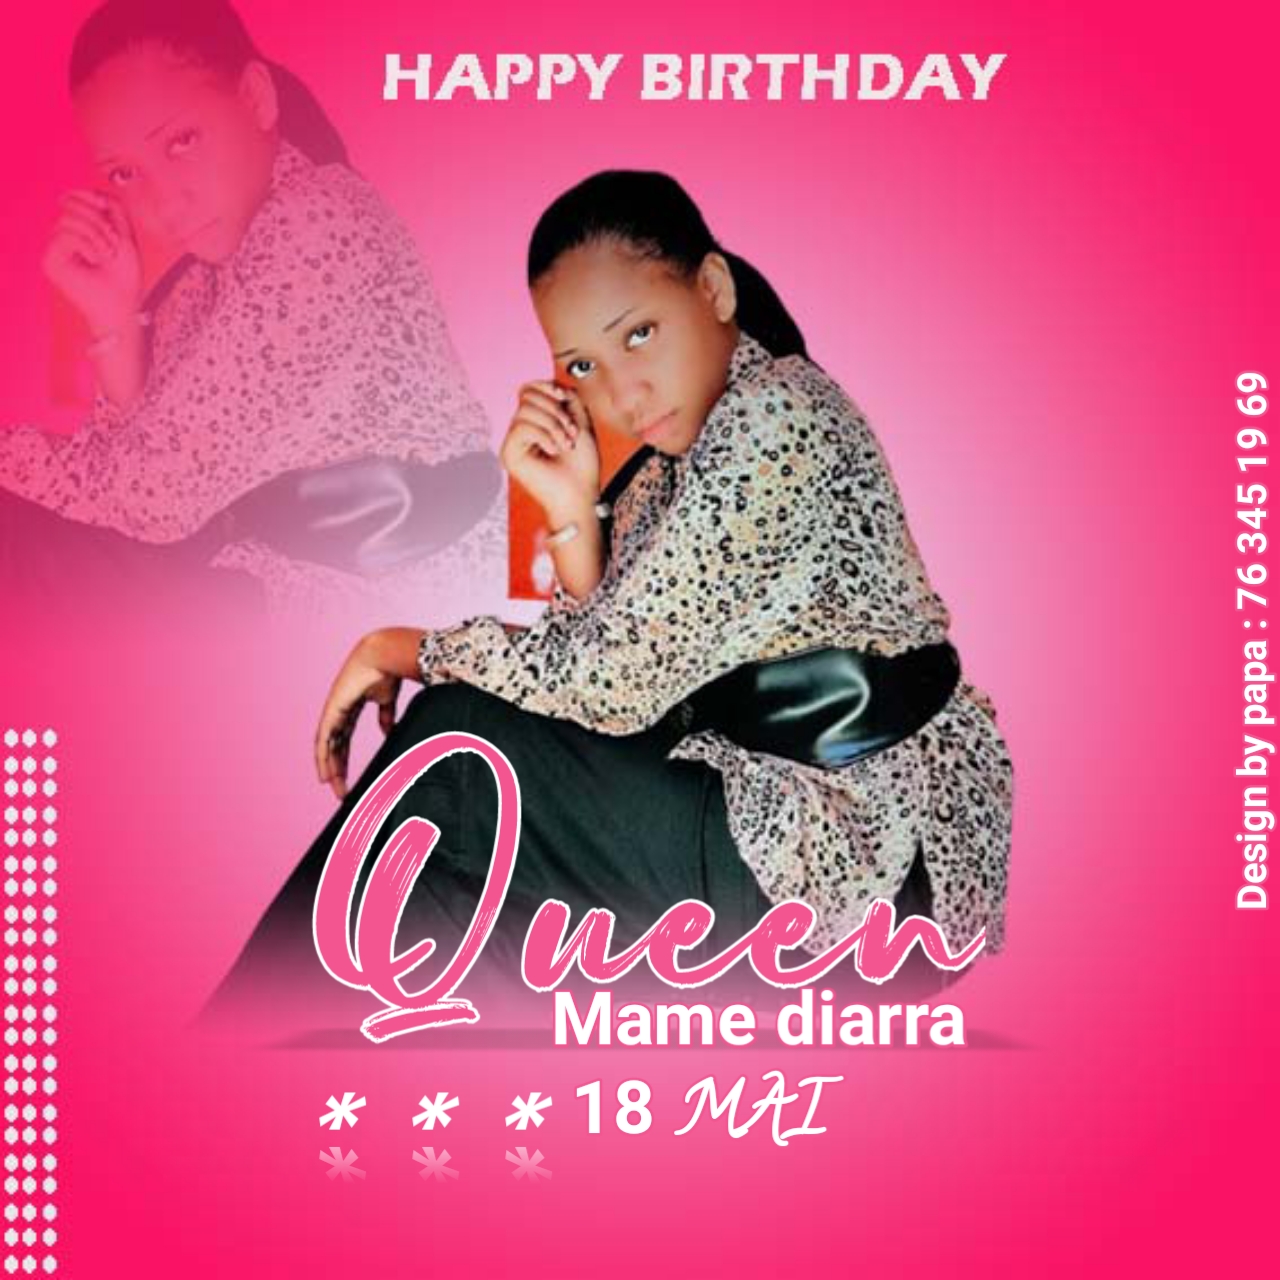 HAPPY BIRTHDAY
Queen
Mame diarra
* * * 18 MAI
Design by papa : 76 345 19 69